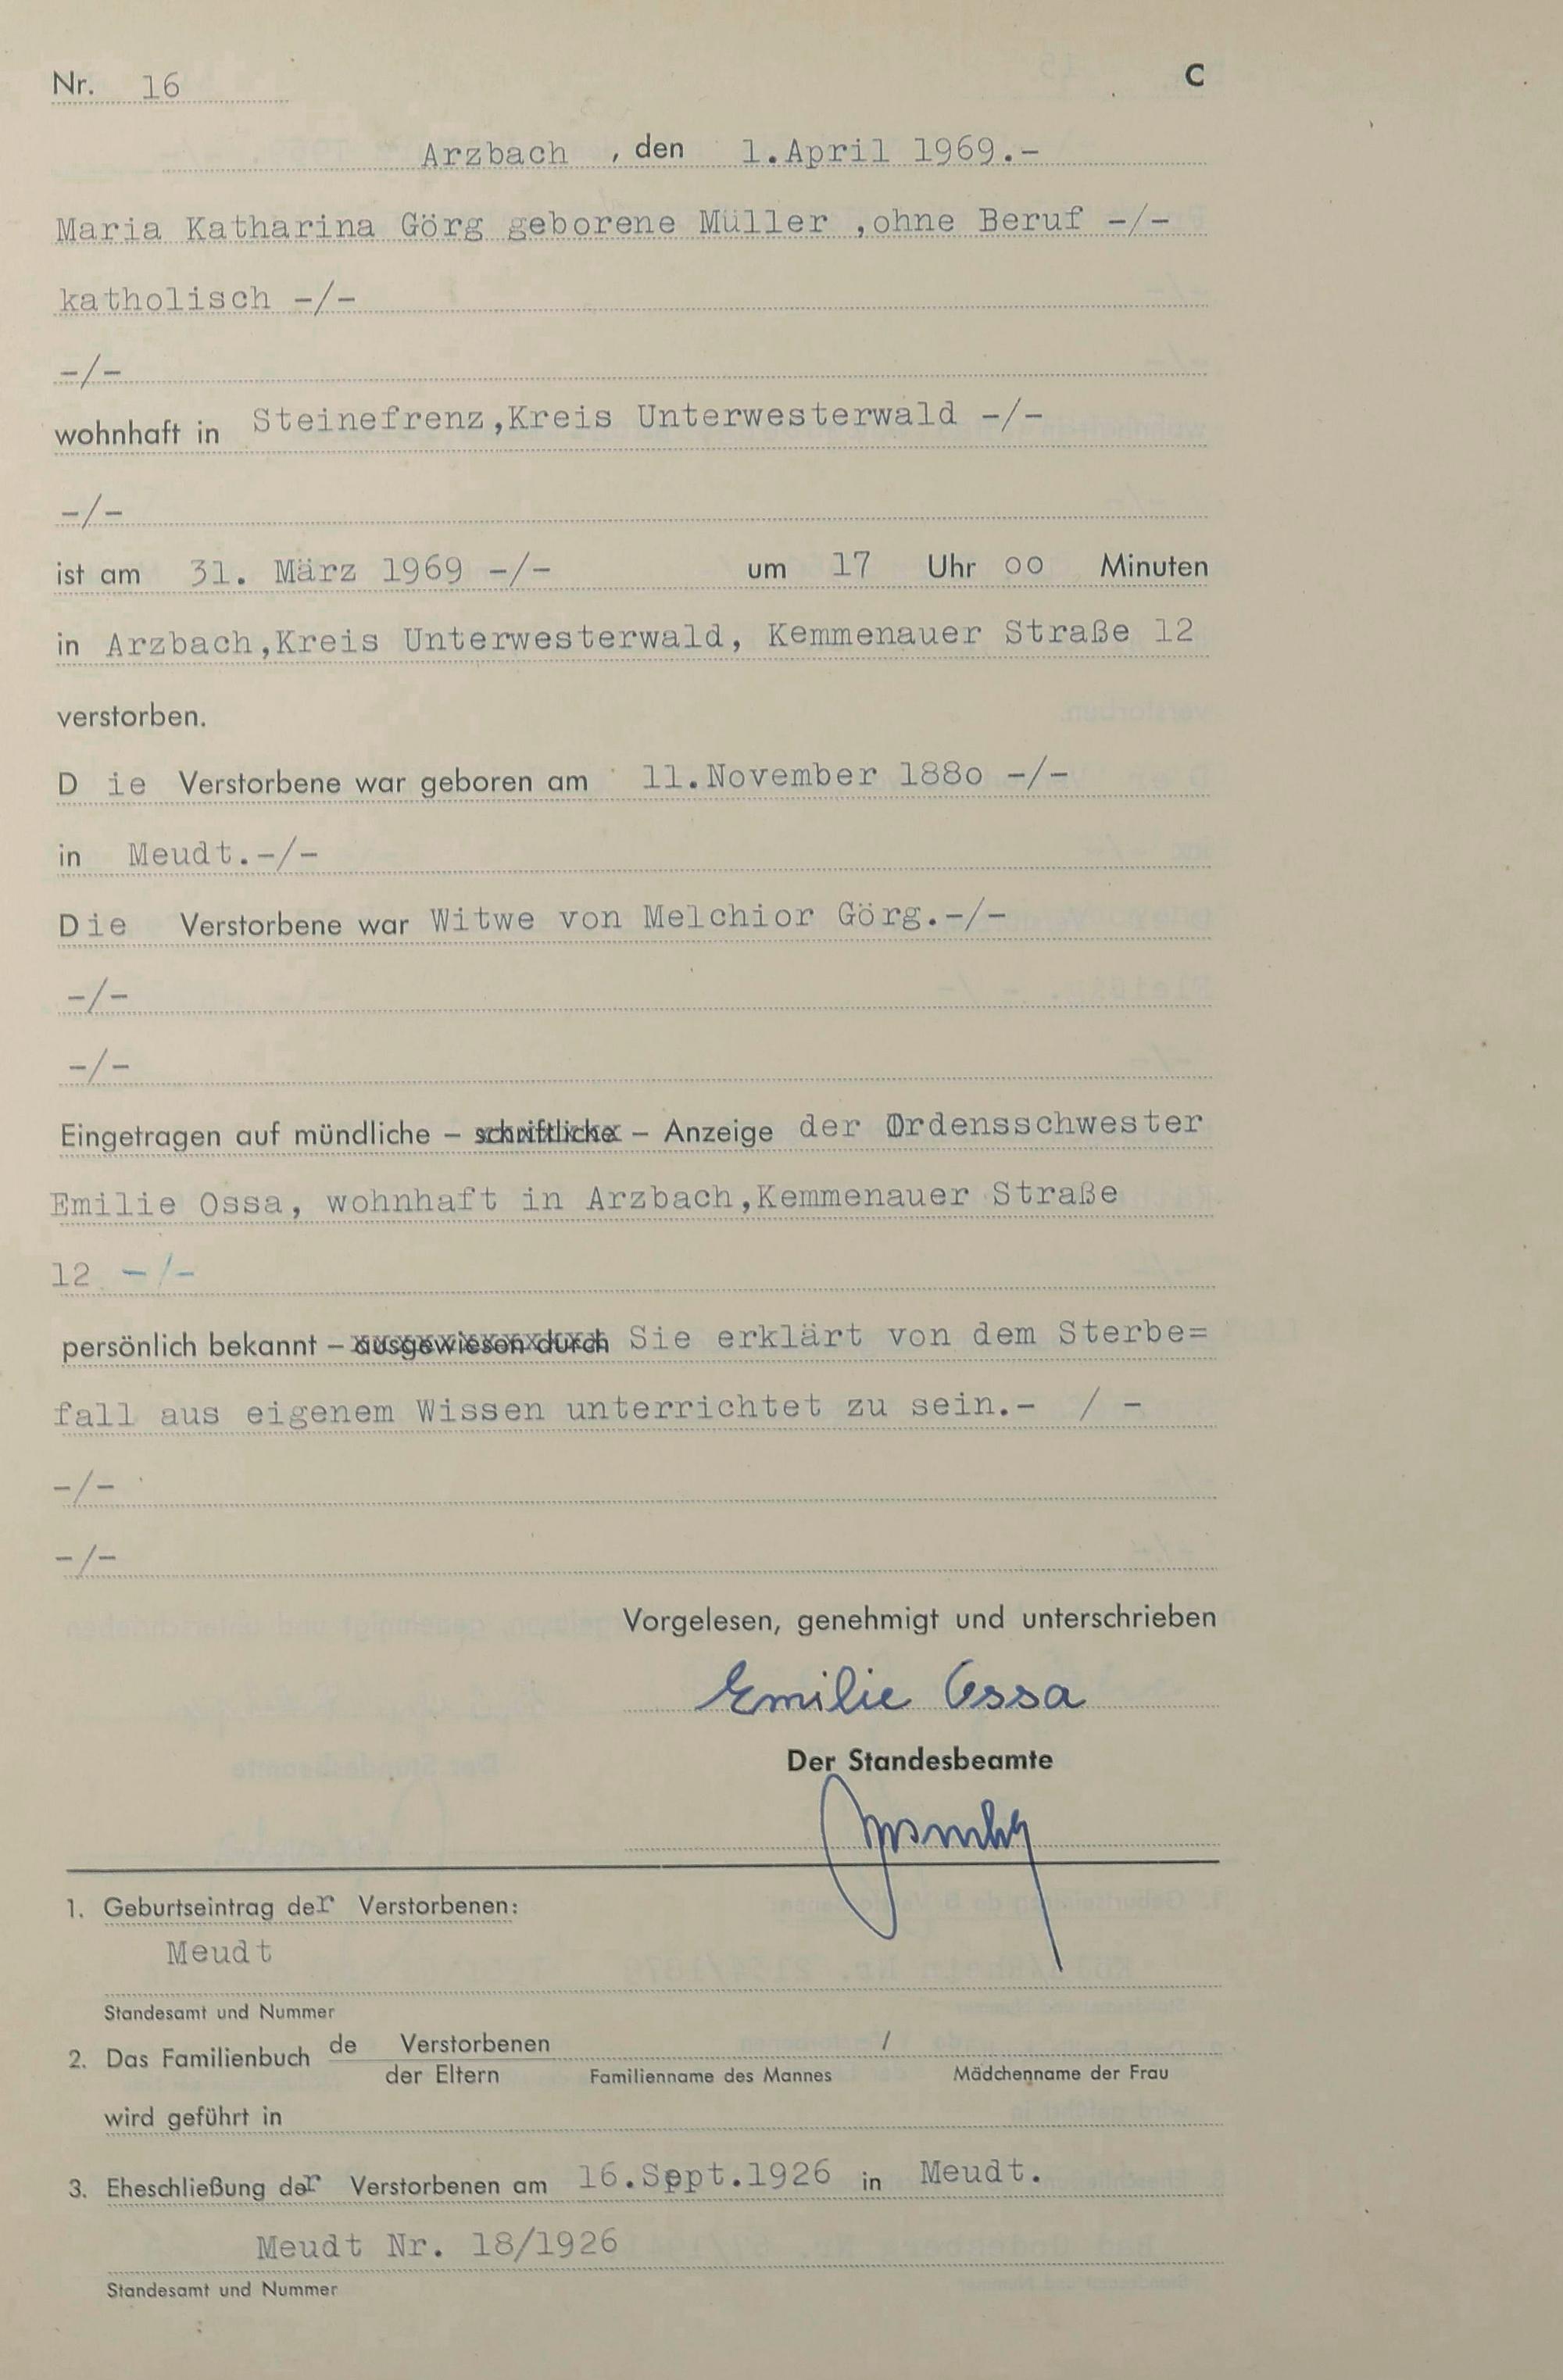 Nr. 16 C
Arzbach , den 1.April 1969.-
Maria Katharina Görg geborene Müller ,ohne Beruf -/-
katholisch -/-
-/-
wohnhaft in Steinefrenz,Kreis Unterwesterwald -/-
-/-
ist am 31. März 1969 -/- um 17 Uhr oo Minuten
in Arzbach,Kreis Unterwesterwald, Kemmenauer Straße 12
verstorben.
D ie Verstorbene war geboren am 11.November 188o -/-
in Meudt.-/-
Die Verstorbene war Witwe von Melchior Görg.-/-
-/-
-/-
Eingetragen auf mündliche – schriftliche – Anzeige der Ordensschwester
Emilie Ossa, wohnhaft in Arzbach,Kemmenauer Straße
12 -/-
persönlich bekannt – ausgewiesen durch Sie erklärt von dem Sterbe=
fall aus eigenem Wissen unterrichtet zu sein.- / -
-/-
-/-
Vorgelesen, genehmigt und unterschrieben
Emilie Ossa
Der Standesbeamte
1. Geburtseintrag der Verstorbenen:
Meudt
Standesamt und Nummer
2. Das Familienbuch de Verstorbenen /
der Eltern Familienname des Mannes Mädchenname der Frau
wird geführt in
3. Eheschließung der Verstorbenen am 16.Sept.1926 in Meudt.
Meudt Nr. 18/1926
Standesamt und Nummer